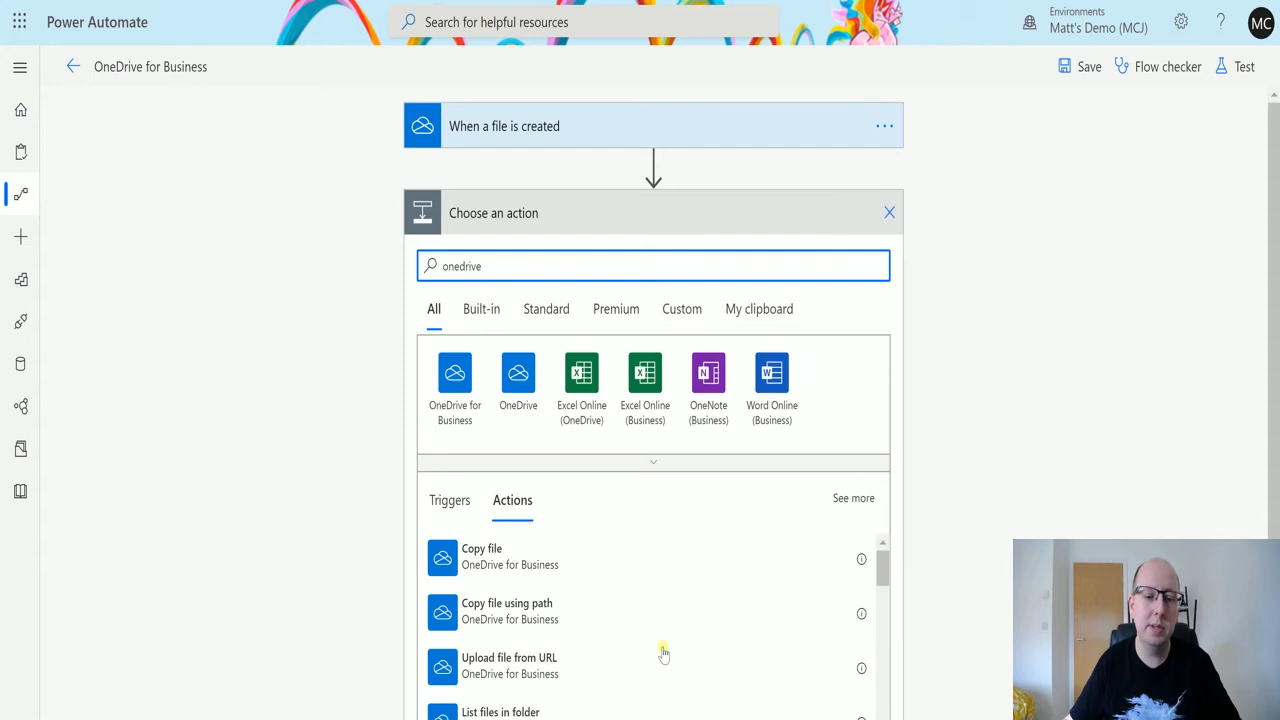 Power Automate
Search for helpful resources
Environments
Matt's Demo (MCJ)
MC
OneDrive for Business
Save
Flow checker
Test
When a file is created
Choose an action
onedrive
All
Built-in
Standard
Premium
Custom
My clipboard
OneDrive for
Business
OneDrive
Excel Online
(OneDrive)
Excel Online
(Business)
OneNote
(Business)
Word Online
(Business)
Triggers
Actions
See more
Copy file
OneDrive for Business
Copy file using path
OneDrive for Business
Upload file from URL
OneDrive for Business
List files in folder